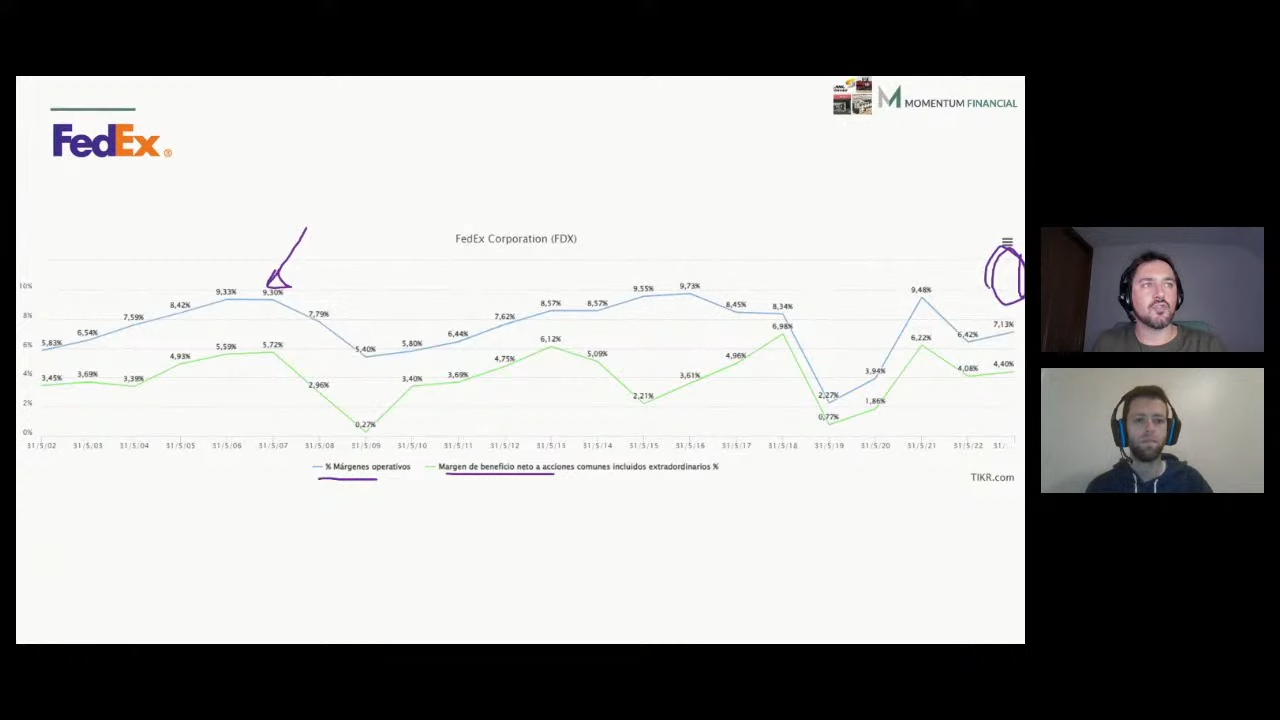 MOMENTUM FINANCIAL
FedEx®
FedEx Corporation (FDX)
10%
8%
6%
4%
2%
0%
5,83% 6,54% 7,59% 8,42% 9,33% 9,30% 7,79% 5,40% 5,80% 6,44% 7,62% 8,57% 8,57% 9,55% 9,73% 8,45% 8,34% 2,27% 3,94% 9,48% 6,42% 7,13%
3,45% 3,69% 3,39% 4,93% 5,59% 5,72% 2,96% 0,27% 3,40% 3,69% 4,75% 6,12% 5,09% 2,21% 3,61% 4,96% 6,98% 0,77% 1,86% 6,22% 4,08% 4,40%
31/5/02 31/5/03 31/5/04 31/5/05 31/5/06 31/5/07 31/5/08 31/5/09 31/5/10 31/5/11 31/5/12 31/5/13 31/5/14 31/5/15 31/5/16 31/5/17 31/5/18 31/5/19 31/5/20 31/5/21 31/5/22 31/...
% Márgenes operativos Margen de beneficio neto a acciones comunes incluidos extradordinarios %
TIKR.com